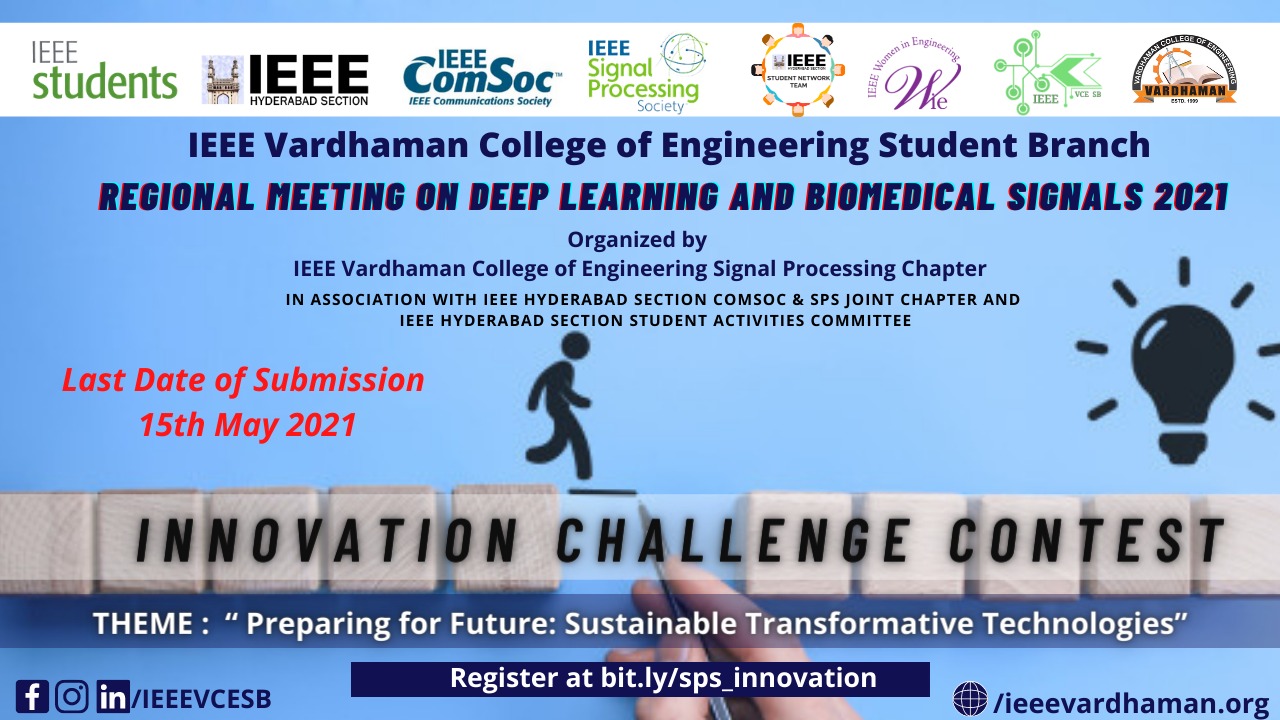 IEEE
students
IEEE
HYDERABAD SECTION
IEEE
ComSoc™
IEEE Communications Society
IEEE
Signal
Processing
Society
IEEE
HYDERABAD SECTION
STUDENT NETWORK
TEAM
IEEE Women in Engineering
WIE
IEEE VCE SB
VARDHAMAN COLLEGE OF ENGINEERING
VARDHAMAN
ESTD. 1999
IEEE Vardhaman College of Engineering Student Branch
REGIONAL MEETING ON DEEP LEARNING AND BIOMEDICAL SIGNALS 2021
Organized by
IEEE Vardhaman College of Engineering Signal Processing Chapter
IN ASSOCIATION WITH IEEE HYDERABAD SECTION COMSOC & SPS JOINT CHAPTER AND
IEEE HYDERABAD SECTION STUDENT ACTIVITIES COMMITTEE
Last Date of Submission
15th May 2021
INNOVATION CHALLENGE CONTEST
THEME : “ Preparing for Future: Sustainable Transformative Technologies”
Register at bit.ly/sps_innovation
/IEEEVCESB
/ieeevardhaman.org